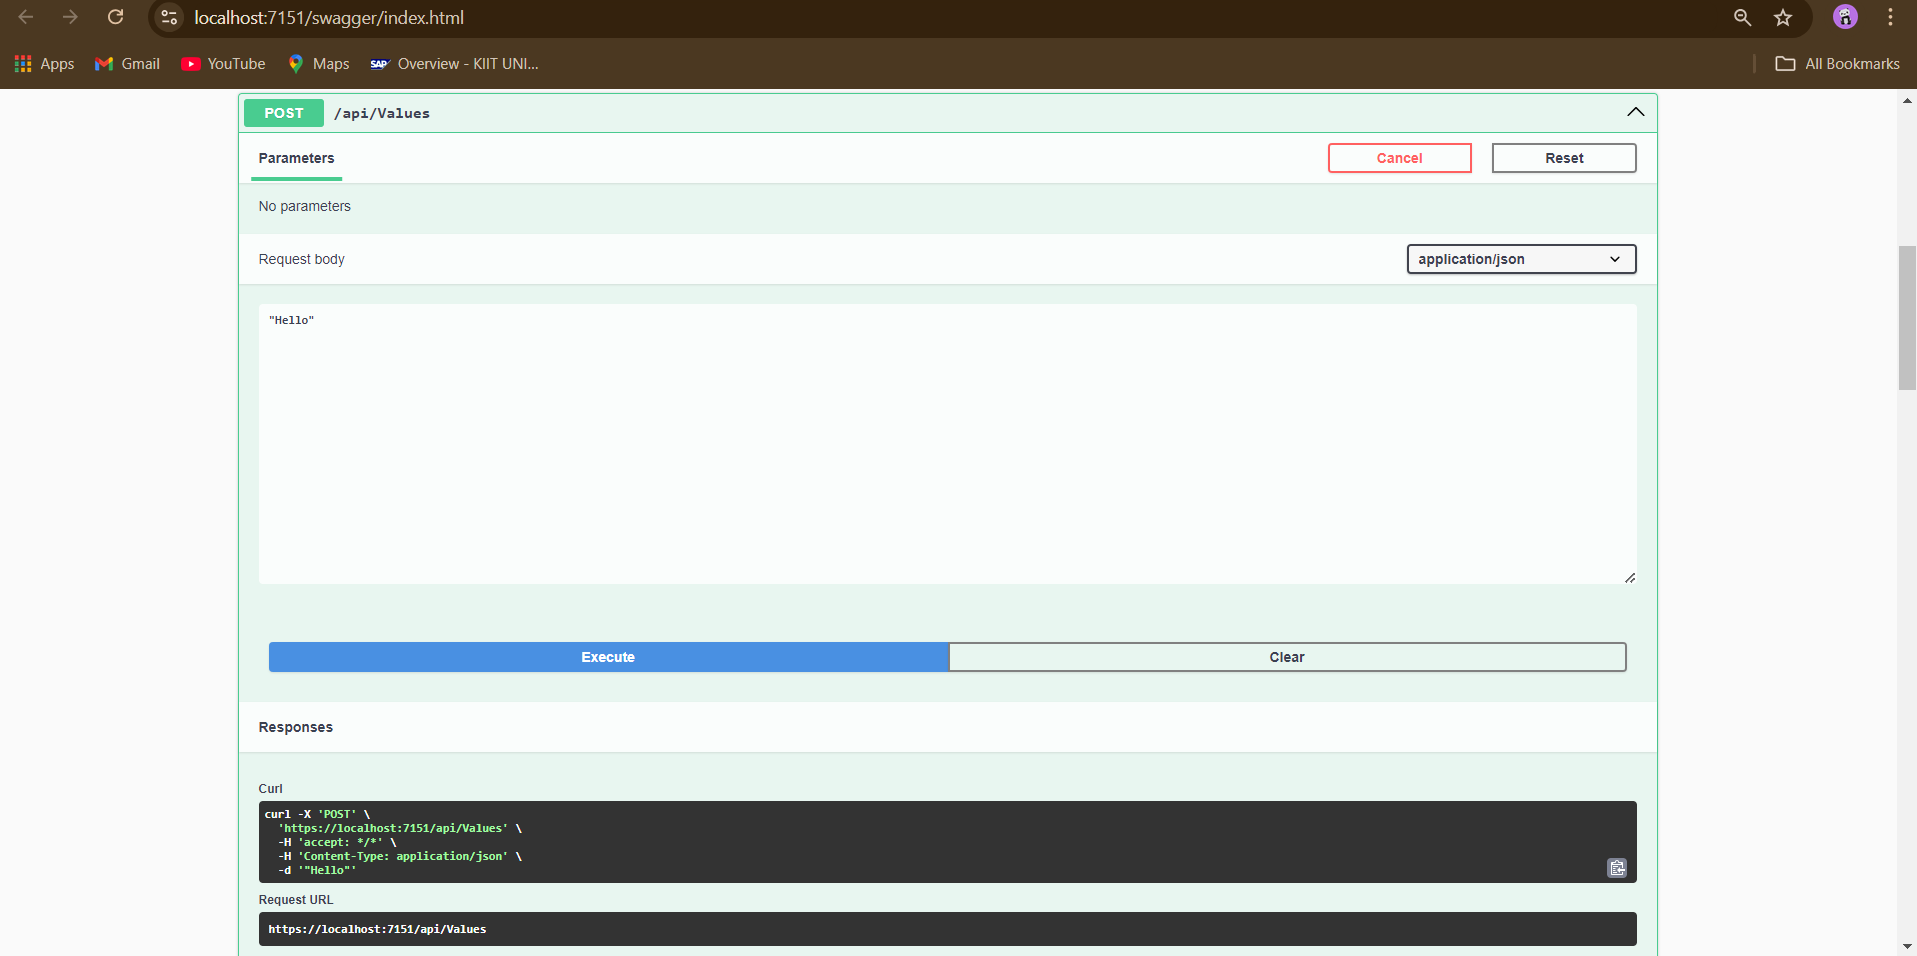 localhost:7151/swagger/index.html
Apps Gmail YouTube Maps SAP Overview - KIIT UNI... All Bookmarks
POST /api/Values
Parameters Cancel Reset
No parameters
Request body application/json
"Hello"
Execute Clear
Responses
Curl
curl -X 'POST' \
'https://localhost:7151/api/Values' \
-H 'accept: */*' \
-H 'Content-Type: application/json' \
-d '"Hello"'
Request URL
https://localhost:7151/api/Values